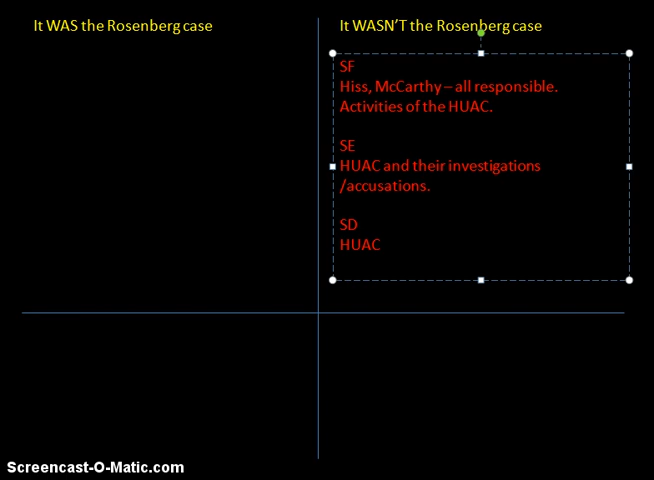 It WAS the Rosenberg case
It WASN'T the Rosenberg case
SF
Hiss, McCarthy – all responsible.
Activities of the HUAC.
SE
HUAC and their investigations
/accusations.
SD
HUAC
Screencast-O-Matic.com